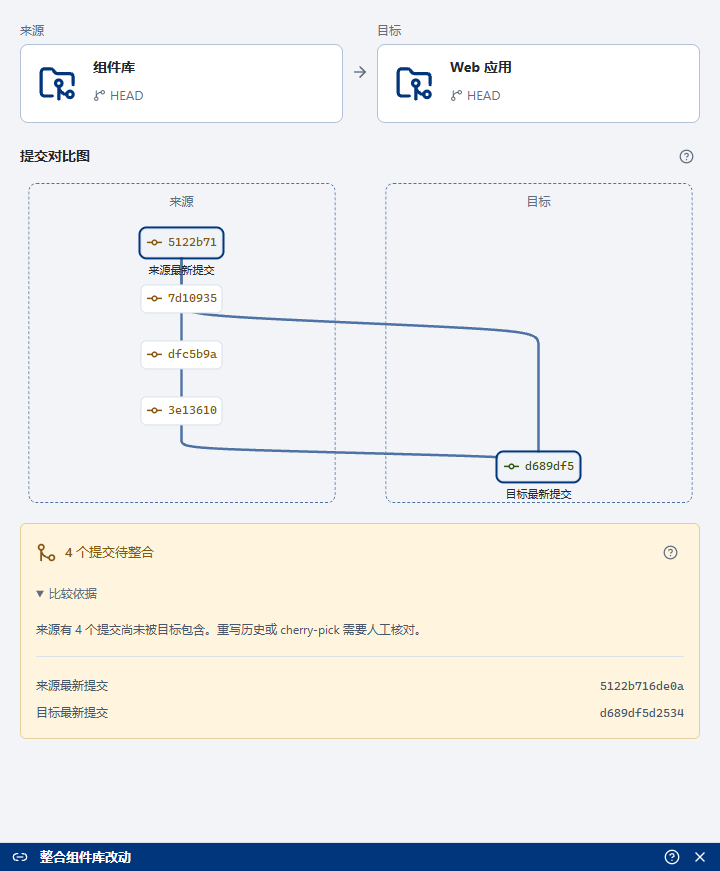 来源
目标
组件库
HEAD
Web 应用
HEAD
提交对比图
来源
目标
5122b71
来源最新提交
7d10935
dfc5b9a
3e13610
d689df5
目标最新提交
4 个提交待整合
比较依据
来源有 4 个提交尚未被目标包含。重写历史或 cherry-pick 需要人工核对。
来源最新提交
5122b716de0a
目标最新提交
d689df5d2534
整合组件库改动